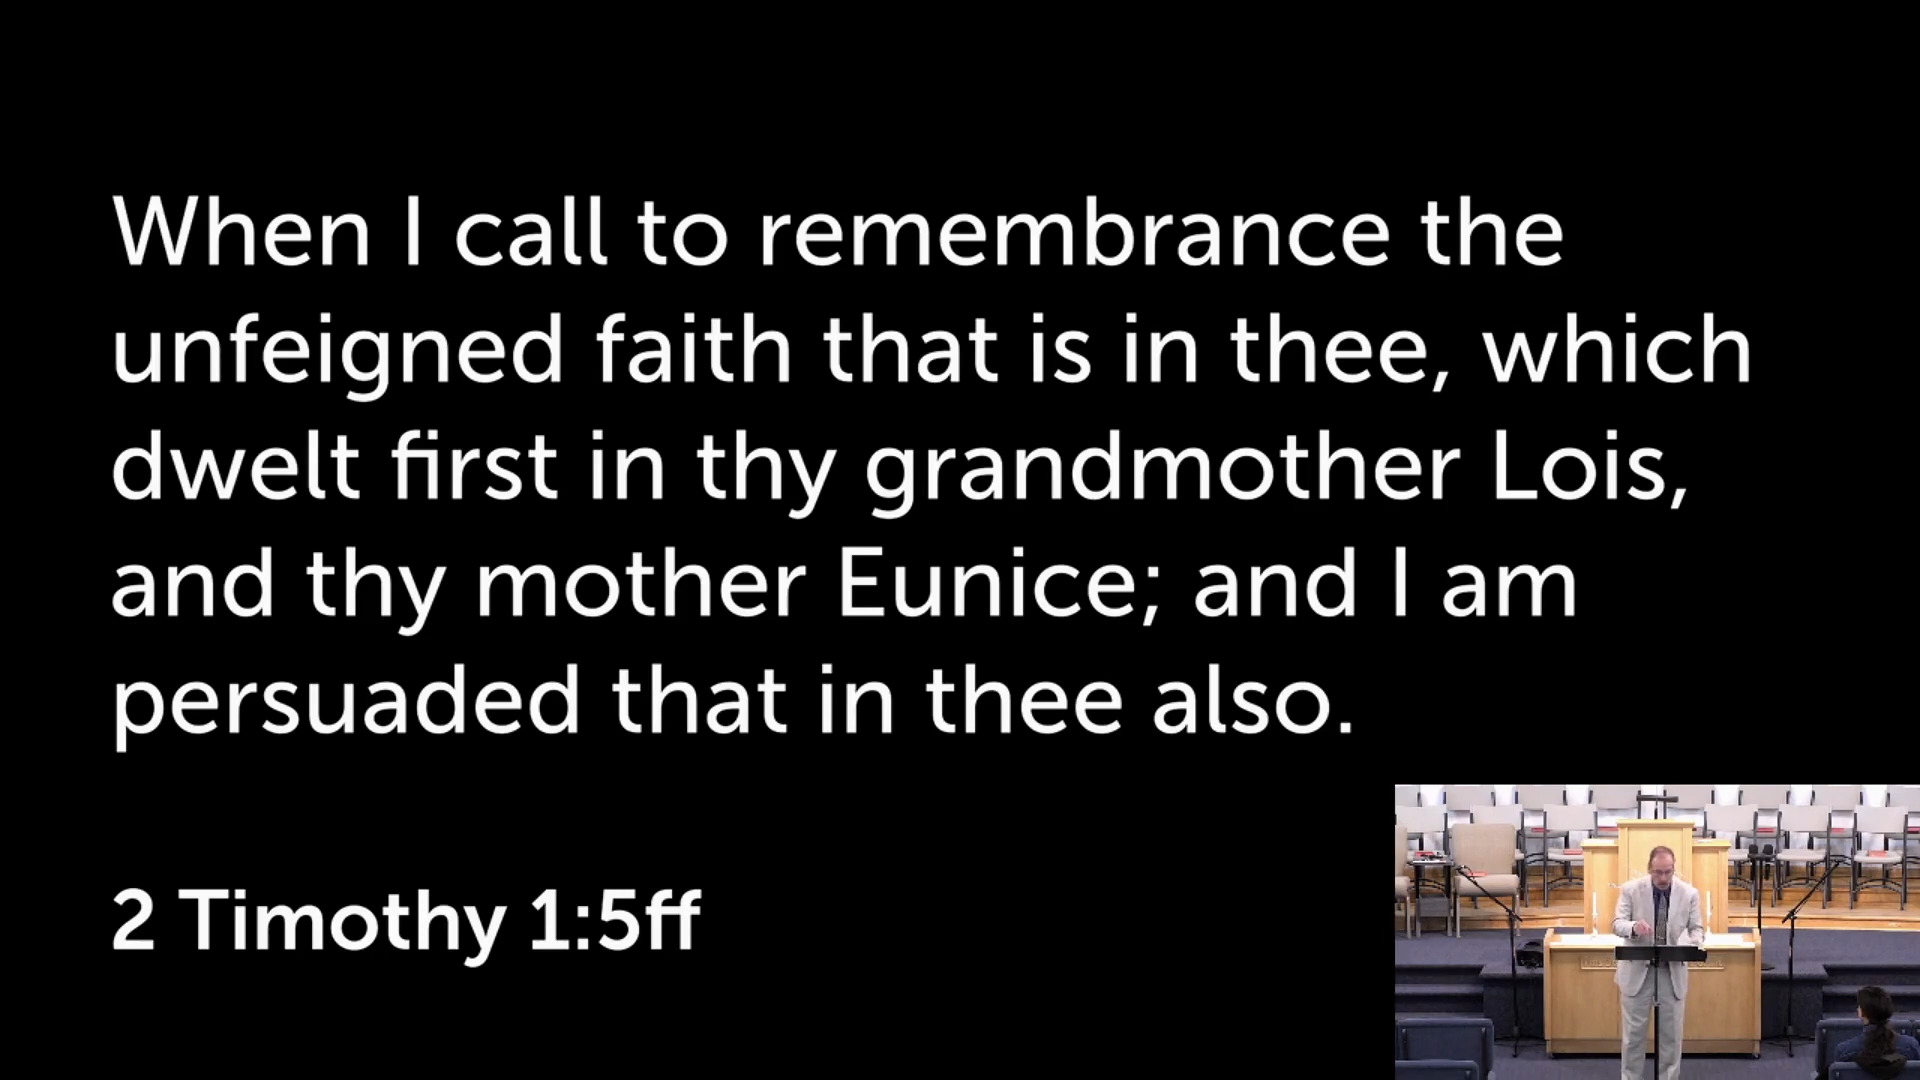 When I call to remembrance the
unfeigned faith that is in thee, which
dwelt first in thy grandmother Lois,
and thy mother Eunice; and I am
persuaded that in thee also.
2 Timothy 1:5ff